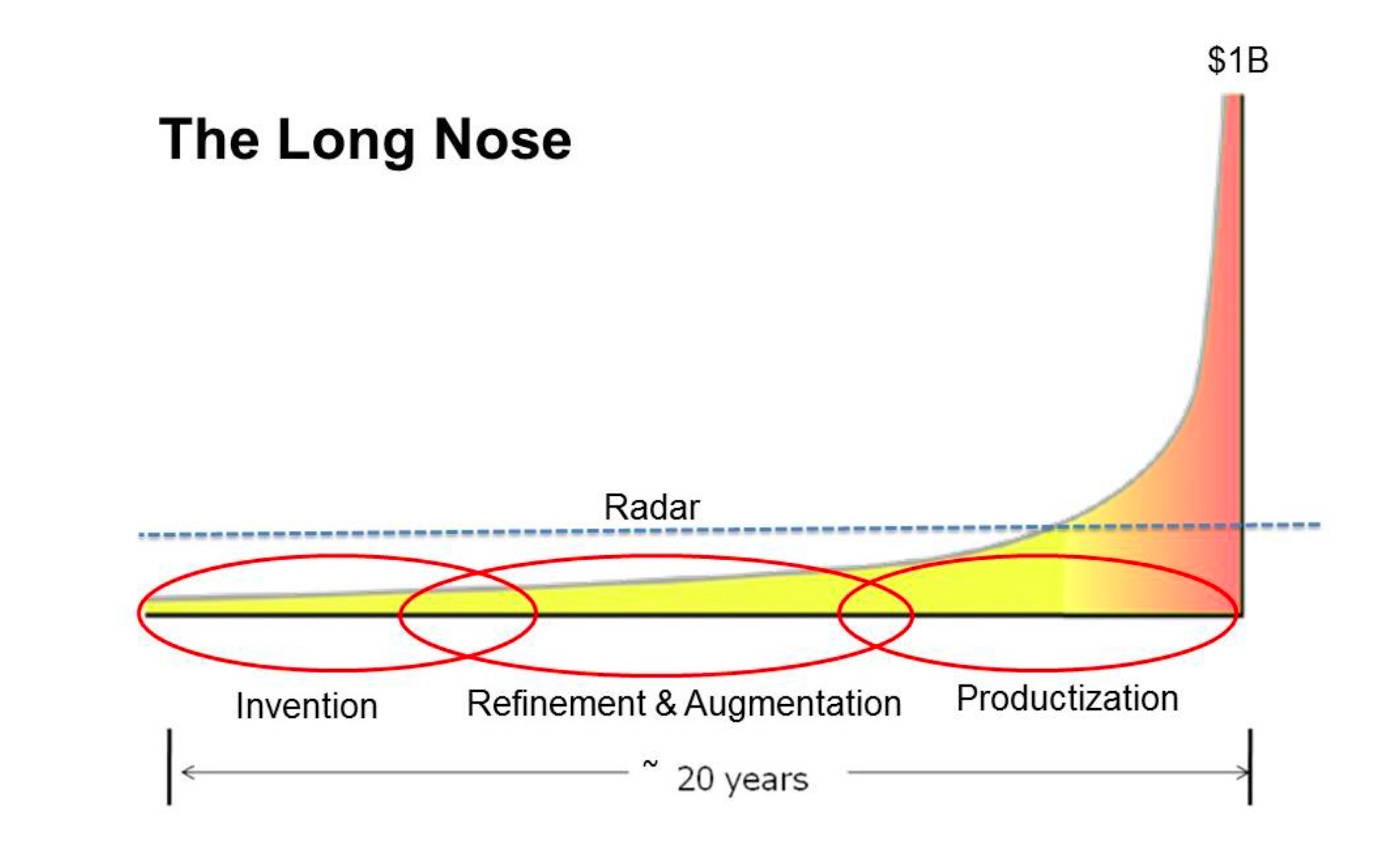 $1B
The Long Nose
Radar
Invention
Refinement & Augmentation
Productization
~ 20 years